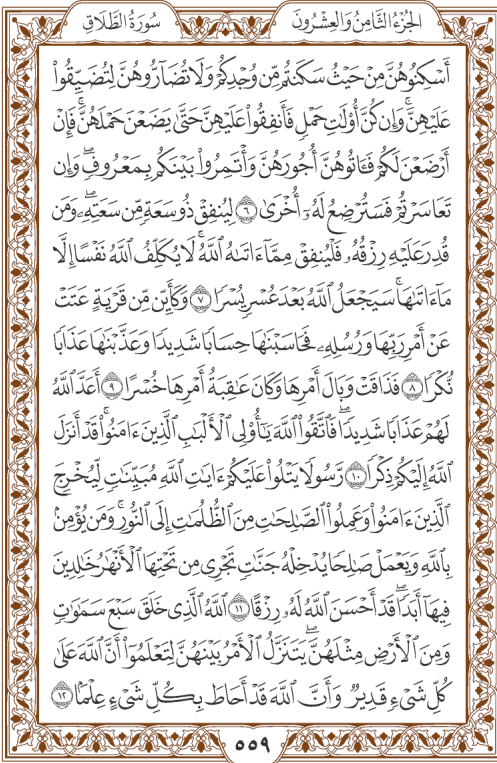 سُورَةُ الطَّلَاقِ الجُزْءُ الثَّامِنُ وَالعِشْرُونَ
أَسْكِنُوهُنَّ مِنْ حَيْثُ سَكَنتُم مِّن وُجْدِكُمْ وَلَا تُضَآرُّوهُنَّ لِتُضَيِّقُوا۟
عَلَيْهِنَّ ۚ وَإِن كُنَّ أُو۟لَـٰتِ حَمْلٍ فَأَنفِقُوا۟ عَلَيْهِنَّ حَتَّىٰ يَضَعْنَ حَمْلَهُنَّ ۚ فَإِنْ
أَرْضَعْنَ لَكُمْ فَـَٔاتُوهُنَّ أُجُورَهُنَّ وَأْتَمِرُوا۟ بَيْنَكُم بِمَعْرُوفٍ ۖ وَإِن
تَعَاسَرْتُمْ فَسَتُرْضِعُ لَهُۥٓ أُخْرَىٰ ٦ لِيُنفِقْ ذُو سَعَةٍ مِّن سَعَتِهِۦ ۖ وَمَن
قُدِرَ عَلَيْهِ رِزْقُهُۥ فَلْيُنفِقْ مِمَّآ ءَاتَىٰهُ ٱللَّهُ ۚ لَا يُكَلِّفُ ٱللَّهُ نَفْسًا إِلَّا
مَآ ءَاتَىٰهَا ۚ سَيَجْعَلُ ٱللَّهُ بَعْدَ عُسْرٍ يُسْرًا ٧ وَكَأَيِّن مِّن قَرْيَةٍ عَتَتْ
عَنْ أَمْرِ رَبِّهَا وَرُسُلِهِۦ فَحَاسَبْنَـٰهَا حِسَابًا شَدِيدًا وَعَذَّبْنَـٰهَا عَذَابًا
نُّكْرًا ٨ فَذَاقَتْ وَبَالَ أَمْرِهَا وَكَانَ عَـٰقِبَةُ أَمْرِهَا خُسْرًا ٩ أَعَدَّ ٱللَّهُ
لَهُمْ عَذَابًا شَدِيدًا ۖ فَٱتَّقُوا۟ ٱللَّهَ يَـٰٓأُو۟لِى ٱلْأَلْبَـٰبِ ٱلَّذِينَ ءَامَنُوا۟ ۚ قَدْ أَنزَلَ
ٱللَّهُ إِلَيْكُمْ ذِكْرًا ١٠ رَّسُولًا يَتْلُوا۟ عَلَيْكُمْ ءَايَـٰتِ ٱللَّهِ مُبَيِّنَـٰتٍ لِّيُخْرِجَ
ٱلَّذِينَ ءَامَنُوا۟ وَعَمِلُوا۟ ٱلصَّـٰلِحَـٰتِ مِنَ ٱلظُّلُمَـٰتِ إِلَى ٱلنُّورِ ۚ وَمَن يُؤْمِنۢ
بِٱللَّهِ وَيَعْمَلْ صَـٰلِحًا يُدْخِلْهُ جَنَّـٰتٍ تَجْرِى مِن تَحْتِهَا ٱلْأَنْهَـٰرُ خَـٰلِدِينَ
فِيهَآ أَبَدًا ۖ قَدْ أَحْسَنَ ٱللَّهُ لَهُۥ رِزْقًا ١١ ٱللَّهُ ٱلَّذِى خَلَقَ سَبْعَ سَمَـٰوَٰتٍ
وَمِنَ ٱلْأَرْضِ مِثْلَهُنَّ ۖ يَتَنَزَّلُ ٱلْأَمْرُ بَيْنَهُنَّ لِتَعْلَمُوٓا۟ أَنَّ ٱللَّهَ عَلَىٰ
كُلِّ شَىْءٍ قَدِيرٌ وَأَنَّ ٱللَّهَ قَدْ أَحَاطَ بِكُلِّ شَىْءٍ عِلْمًۢا ١٢
٥٥٩